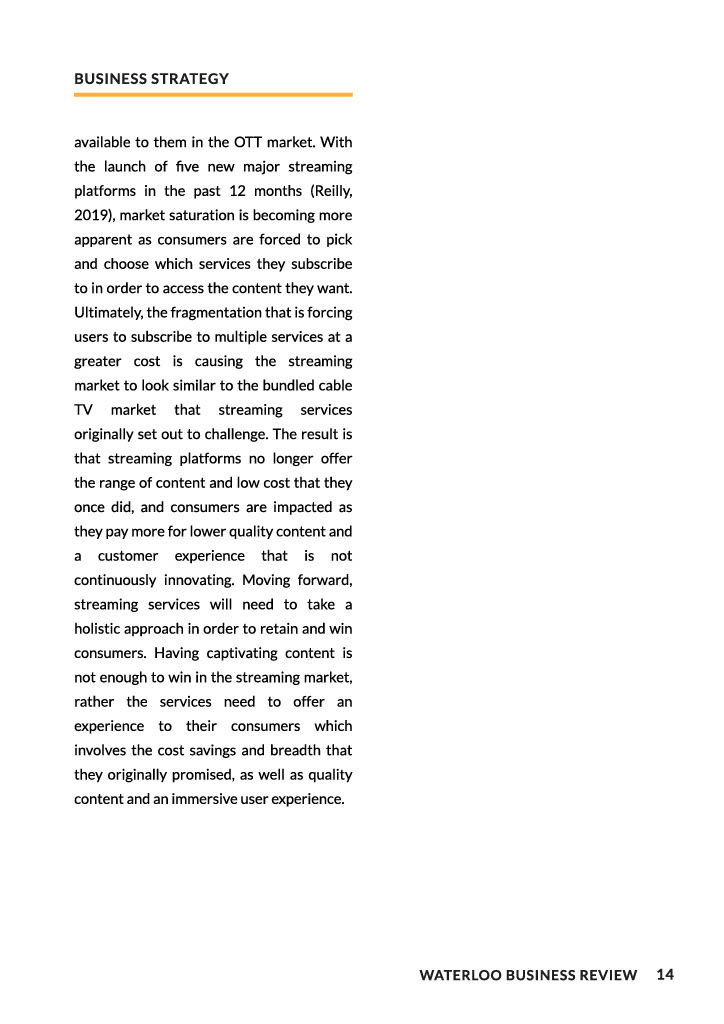 BUSINESS STRATEGY
available to them in the OTT market. With
the launch of five new major streaming
platforms in the past 12 months (Reilly,
2019), market saturation is becoming more
apparent as consumers are forced to pick
and choose which services they subscribe
to in order to access the content they want.
Ultimately, the fragmentation that is forcing
users to subscribe to multiple services at a
greater cost is causing the streaming
market to look similar to the bundled cable
TV market that streaming services
originally set out to challenge. The result is
that streaming platforms no longer offer
the range of content and low cost that they
once did, and consumers are impacted as
they pay more for lower quality content and
a customer experience that is not
continuously innovating. Moving forward,
streaming services will need to take a
holistic approach in order to retain and win
consumers. Having captivating content is
not enough to win in the streaming market,
rather the services need to offer an
experience to their consumers which
involves the cost savings and breadth that
they originally promised, as well as quality
content and an immersive user experience.
WATERLOO BUSINESS REVIEW 14